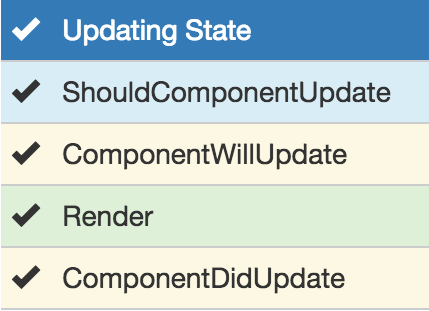 Updating State
ShouldComponentUpdate
ComponentWillUpdate
Render
ComponentDidUpdate